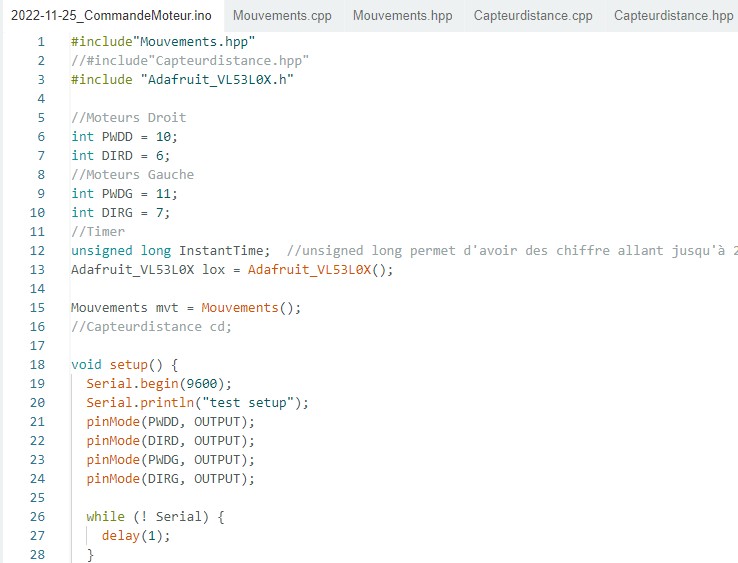 2022-11-25_CommandeMoteur.ino Mouvements.cpp Mouvements.hpp Capteurdistance.cpp Capteurdistance.hpp
1 #include"Mouvements.hpp"
2 //#include"Capteurdistance.hpp"
3 #include "Adafruit_VL53L0X.h"
4
5 //Moteurs Droit
6 int PWDD = 10;
7 int DIRD = 6;
8 //Moteurs Gauche
9 int PWDG = 11;
10 int DIRG = 7;
11 //Timer
12 unsigned long InstantTime;  //unsigned long permet d'avoir des chiffre allant jusqu'à 2
13 Adafruit_VL53L0X lox = Adafruit_VL53L0X();
14
15 Mouvements mvt = Mouvements();
16 //Capteurdistance cd;
17
18 void setup() {
19   Serial.begin(9600);
20   Serial.println("test setup");
21   pinMode(PWDD, OUTPUT);
22   pinMode(DIRD, OUTPUT);
23   pinMode(PWDG, OUTPUT);
24   pinMode(DIRG, OUTPUT);
25
26   while (! Serial) {
27     delay(1);
28   }